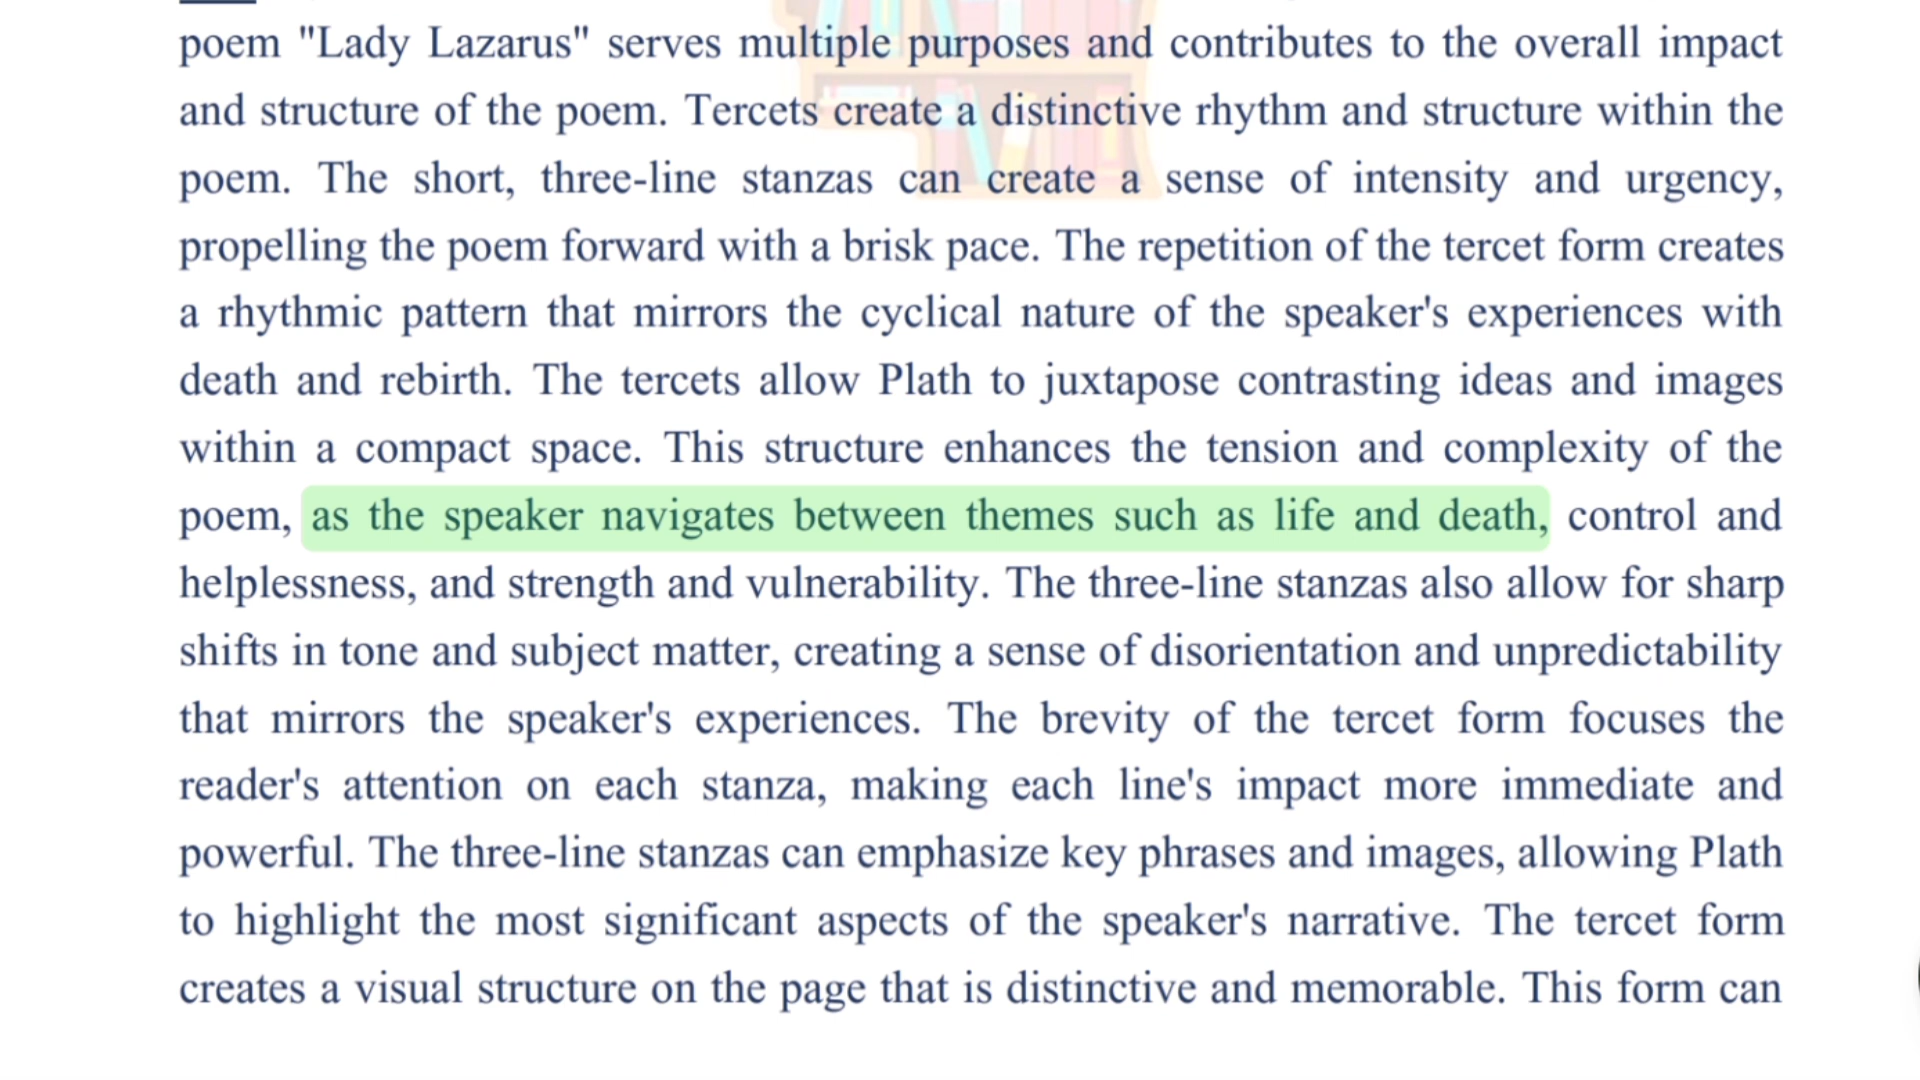 poem "Lady Lazarus" serves multiple purposes and contributes to the overall impact
and structure of the poem. Tercets create a distinctive rhythm and structure within the
poem. The short, three-line stanzas can create a sense of intensity and urgency,
propelling the poem forward with a brisk pace. The repetition of the tercet form creates
a rhythmic pattern that mirrors the cyclical nature of the speaker's experiences with
death and rebirth. The tercets allow Plath to juxtapose contrasting ideas and images
within a compact space. This structure enhances the tension and complexity of the
poem, as the speaker navigates between themes such as life and death, control and
helplessness, and strength and vulnerability. The three-line stanzas also allow for sharp
shifts in tone and subject matter, creating a sense of disorientation and unpredictability
that mirrors the speaker's experiences. The brevity of the tercet form focuses the
reader's attention on each stanza, making each line's impact more immediate and
powerful. The three-line stanzas can emphasize key phrases and images, allowing Plath
to highlight the most significant aspects of the speaker's narrative. The tercet form
creates a visual structure on the page that is distinctive and memorable. This form can